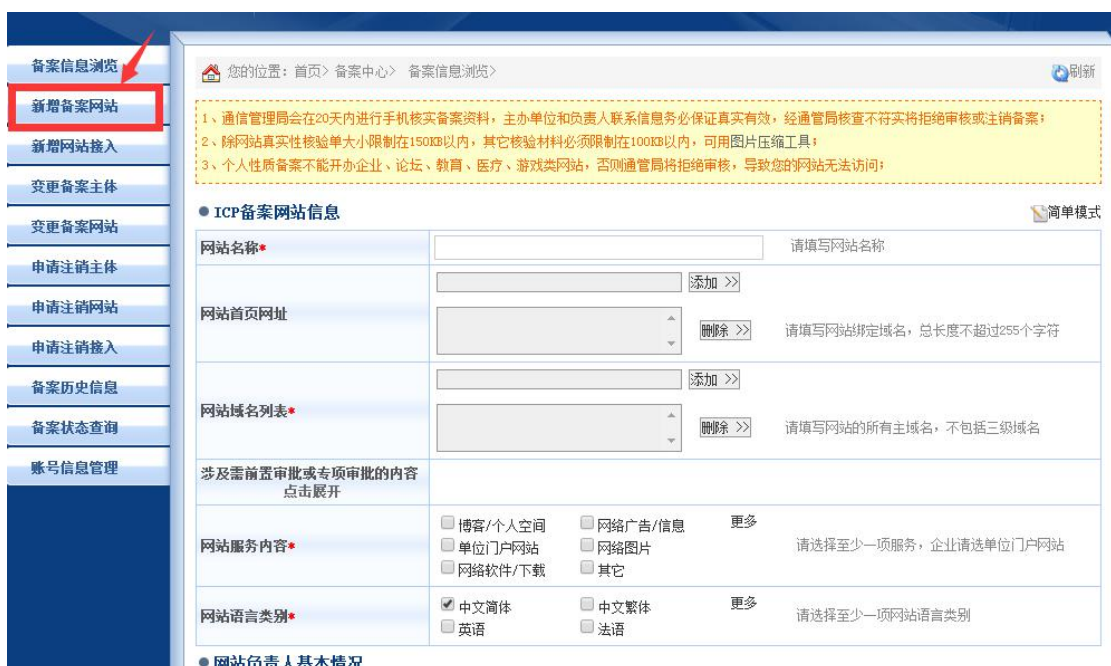 备案信息浏览
新增备案网站
新增网站接入
变更备案主体
变更备案网站
申请注销主体
申请注销网站
申请注销接入
备案历史信息
备案状态查询
账号信息管理
您的位置：首页> 备案中心> 备案信息浏览>
刷新
1、通信管理局会在20天内进行手机核实备案资料，主办单位和负责人联系信息务必保证真实有效，经通管局核查不符实将拒绝审核或注销备案；
2、除网站真实性核验单大小限制在150KB以内，其它核验材料必须限制在100KB以内，可用图片压缩工具；
3、个人性质备案不能开办企业、论坛、教育、医疗、游戏类网站，否则通管局将拒绝审核，导致您的网站无法访问；
ICP备案网站信息
简单模式
网站名称*
请填写网站名称
网站首页网址
添加 >>
删除 >>
请填写网站绑定域名，总长度不超过255个字符
网站域名列表*
添加 >>
删除 >>
请填写网站的所有主域名，不包括三级域名
涉及需前置审批或专项审批的内容
点击展开
网站服务内容*
博客/个人空间 网络广告/信息 更多
单位门户网站 网络图片
网络软件/下载 其它
请选择至少一项服务，企业请选单位门户网站
网站语言类别*
中文简体 中文繁体 更多
英语 法语
请选择至少一项网站语言类别
网站负责人基本情况